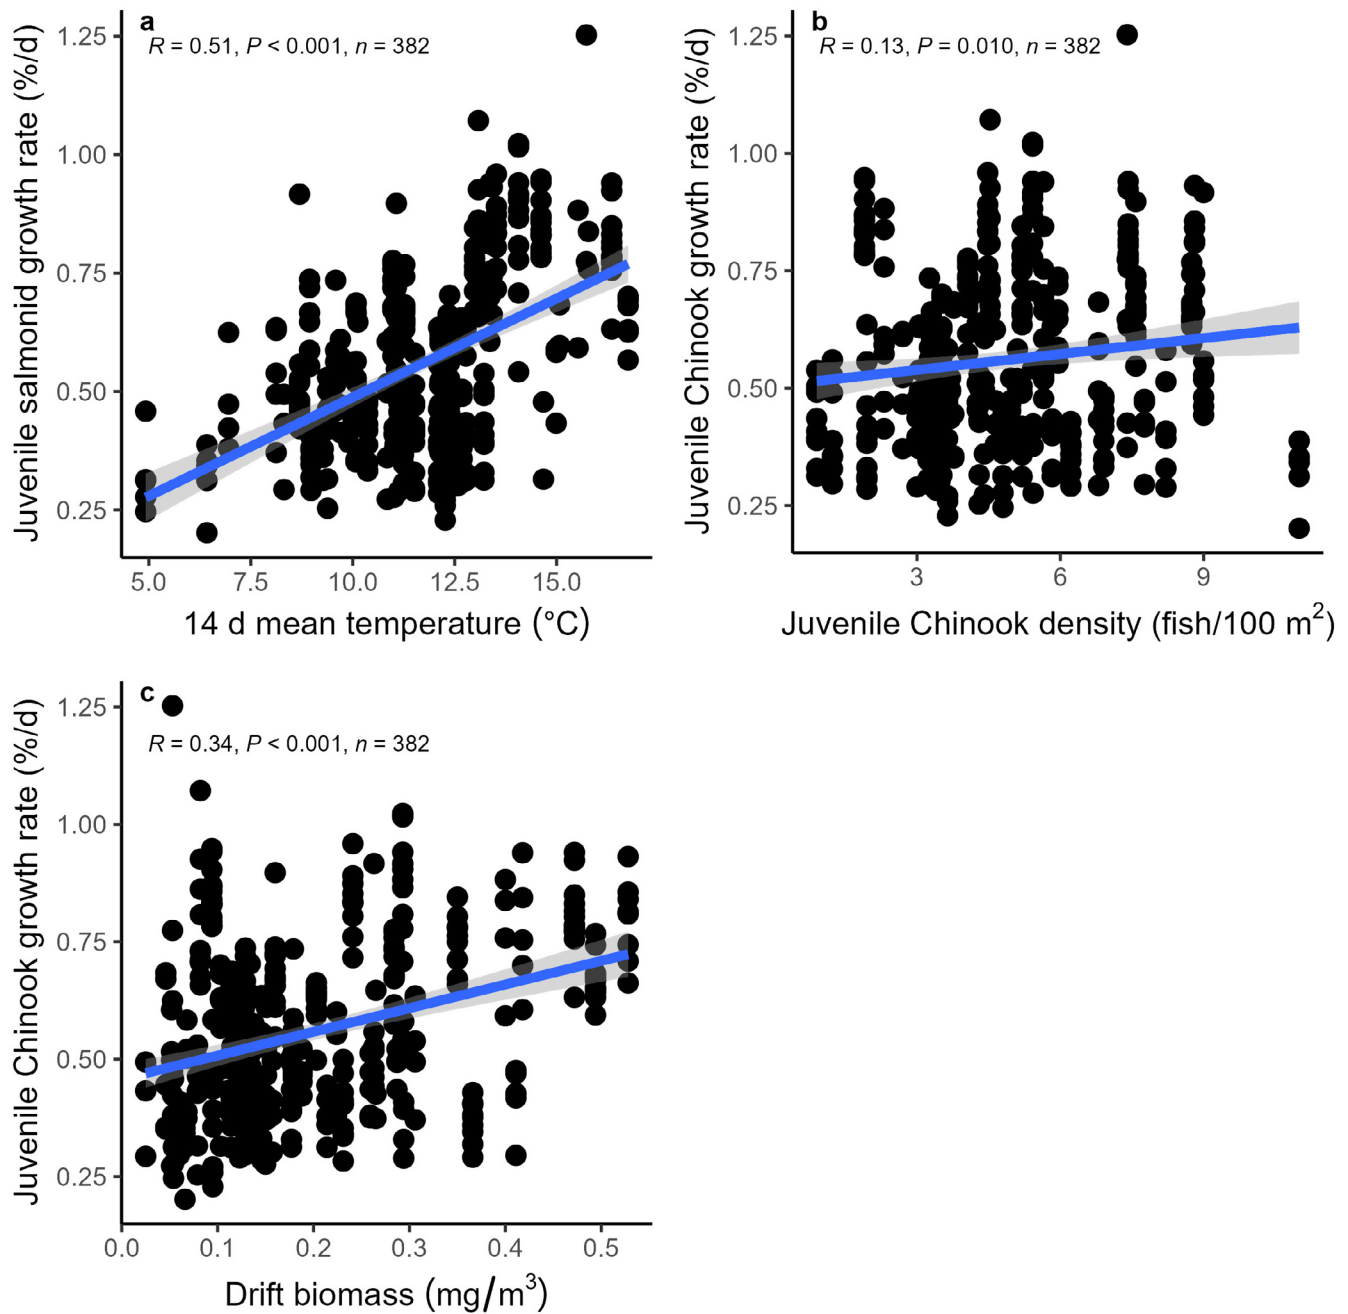 a
R = 0.51, P < 0.001, n = 382
Juvenile salmonid growth rate (%/d)
1.25
1.00
0.75
0.50
0.25
5.0 7.5 10.0 12.5 15.0
14 d mean temperature (°C)
b
R = 0.13, P = 0.010, n = 382
Juvenile Chinook growth rate (%/d)
1.25
1.00
0.75
0.50
0.25
3 6 9
Juvenile Chinook density (fish/100 m²)
c
R = 0.34, P < 0.001, n = 382
Juvenile Chinook growth rate (%/d)
1.25
1.00
0.75
0.50
0.25
0.0 0.1 0.2 0.3 0.4 0.5
Drift biomass (mg/m³)